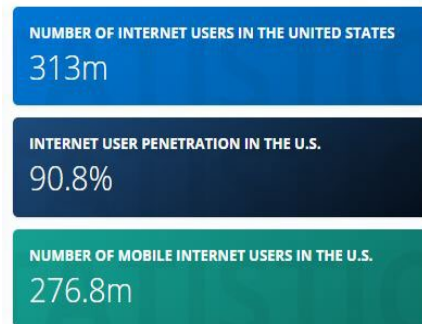 NUMBER OF INTERNET USERS IN THE UNITED STATES
313m
INTERNET USER PENETRATION IN THE U.S.
90.8%
NUMBER OF MOBILE INTERNET USERS IN THE U.S.
276.8m